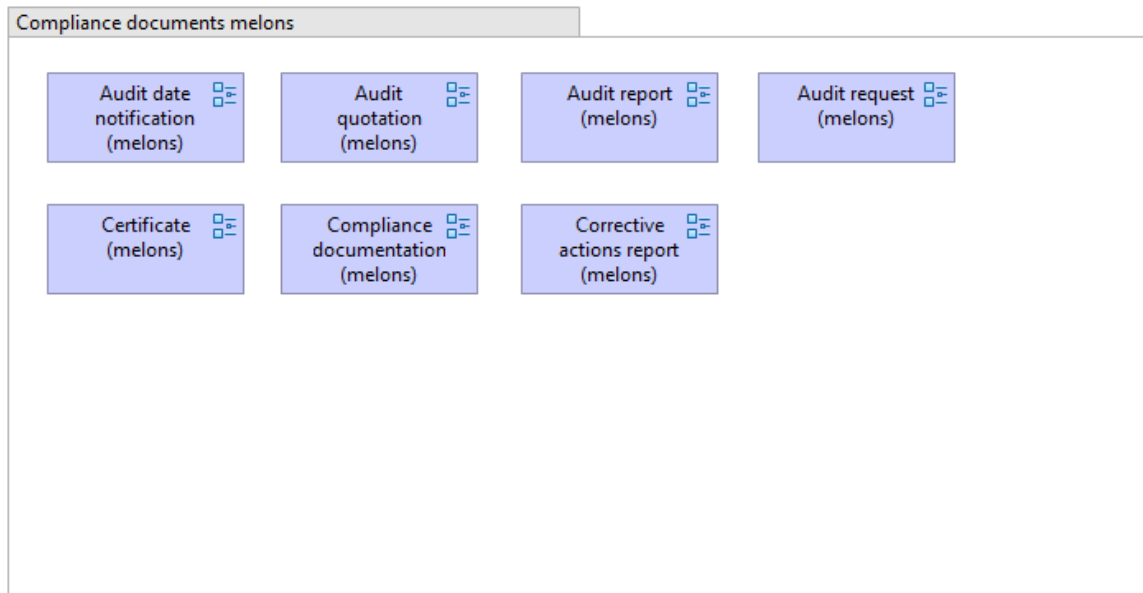 Compliance documents melons
Audit date
notification
(melons)
Audit
quotation
(melons)
Audit report
(melons)
Audit request
(melons)
Certificate
(melons)
Compliance
documentation
(melons)
Corrective
actions report
(melons)